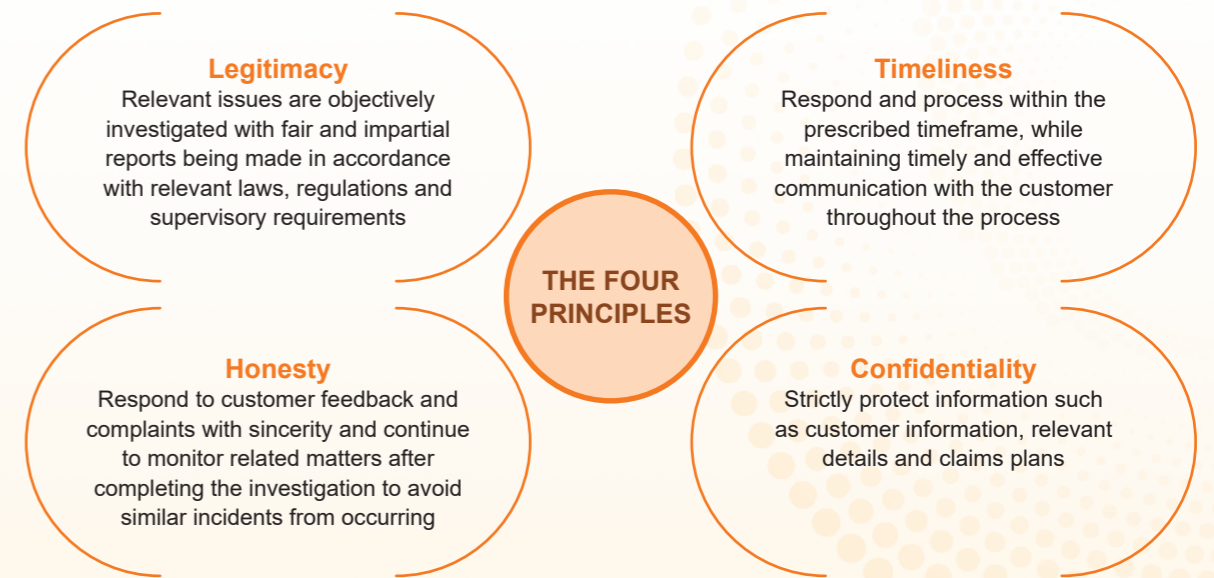 Legitimacy
Relevant issues are objectively
investigated with fair and impartial
reports being made in accordance
with relevant laws, regulations and
supervisory requirements
Timeliness
Respond and process within the
prescribed timeframe, while
maintaining timely and effective
communication with the customer
throughout the process
THE FOUR
PRINCIPLES
Honesty
Respond to customer feedback and
complaints with sincerity and continue
to monitor related matters after
completing the investigation to avoid
similar incidents from occurring
Confidentiality
Strictly protect information such
as customer information, relevant
details and claims plans